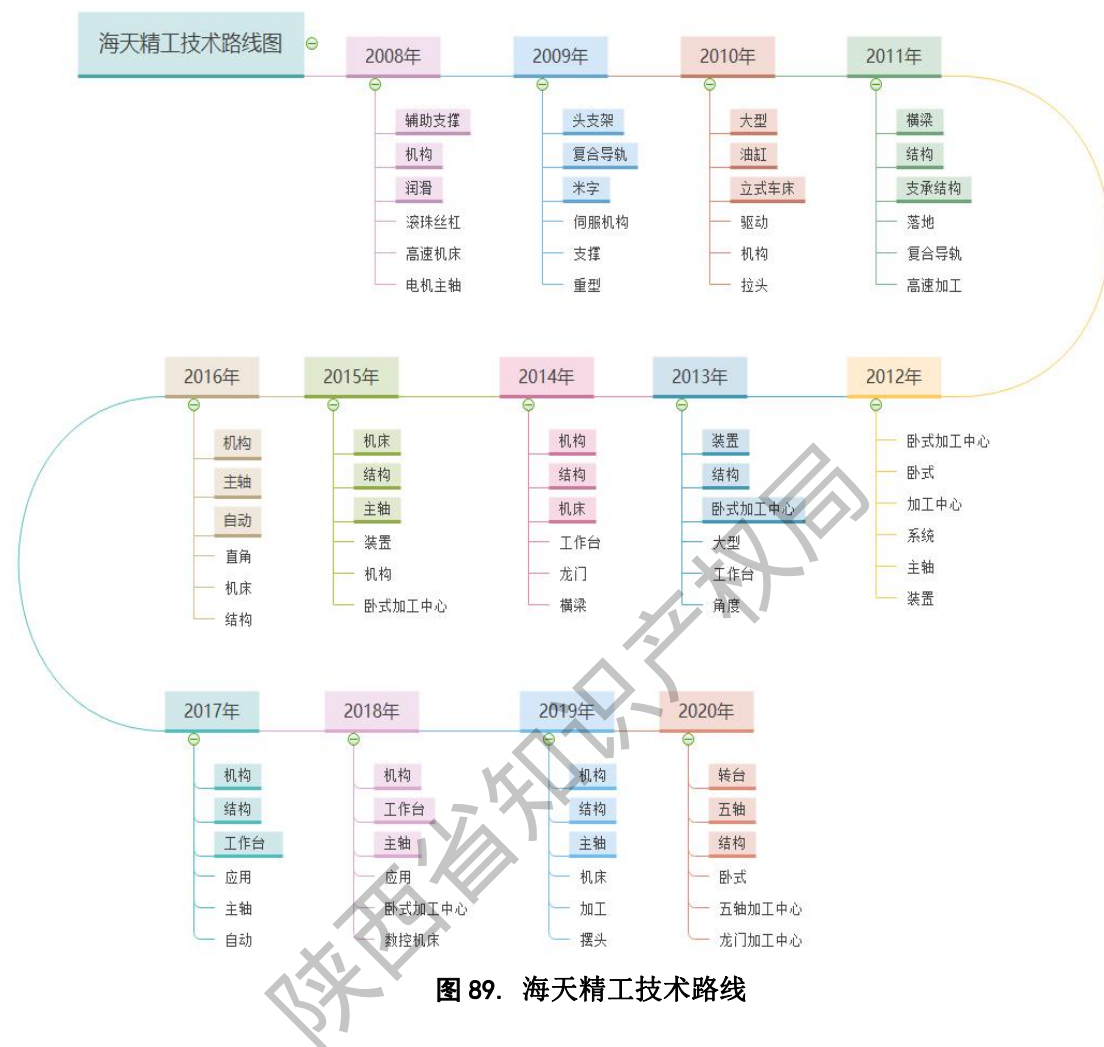 海天精工技术路线图
2008年
辅助支撑
机构
润滑
滚珠丝杠
高速机床
电机主轴
2009年
头支架
复合导轨
米字
伺服机构
支撑
重型
2010年
大型
油缸
立式车床
驱动
机构
拉头
2011年
横梁
结构
支承结构
落地
复合导轨
高速加工
2012年
卧式加工中心
卧式
加工中心
系统
主轴
装置
2013年
装置
结构
卧式加工中心
大型
工作台
角度
2014年
机构
结构
机床
工作台
龙门
横梁
2015年
机床
结构
主轴
装置
机构
卧式加工中心
2016年
机构
主轴
自动
直角
机床
结构
2017年
机构
结构
工作台
应用
主轴
自动
2018年
机构
工作台
主轴
应用
卧式加工中心
数控机床
2019年
机构
结构
主轴
机床
加工
摆头
2020年
转台
五轴
结构
卧式
五轴加工中心
龙门加工中心
图 89. 海天精工技术路线
陕西省知识产权局